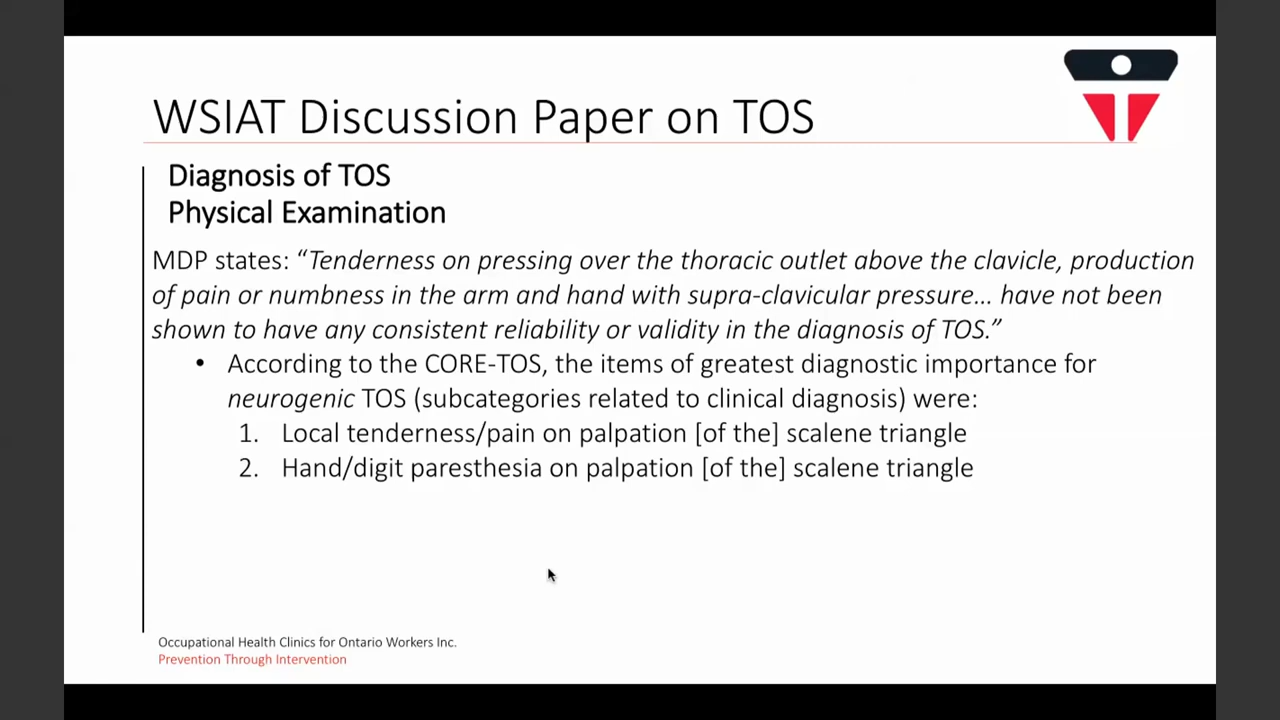 WSIAT Discussion Paper on TOS
Diagnosis of TOS
Physical Examination
MDP states: “Tenderness on pressing over the thoracic outlet above the clavicle, production
of pain or numbness in the arm and hand with supra-clavicular pressure... have not been
shown to have any consistent reliability or validity in the diagnosis of TOS.”
• According to the CORE-TOS, the items of greatest diagnostic importance for
neurogenic TOS (subcategories related to clinical diagnosis) were:
1. Local tenderness/pain on palpation [of the] scalene triangle
2. Hand/digit paresthesia on palpation [of the] scalene triangle
Occupational Health Clinics for Ontario Workers Inc.
Prevention Through Intervention